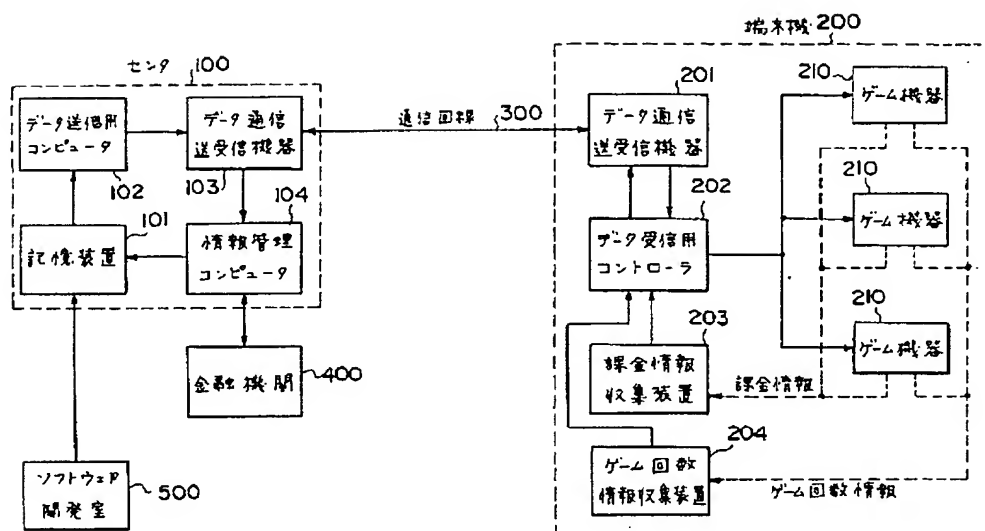 端末機 200
センタ 100
データ送信用
コンピュータ
102
データ通信
送受信機器
103
通信回線 300
201
データ通信
送受信機器
210
ゲーム機器
101
記憶装置
104
情報管理
コンピュータ
202
データ受信用
コントローラ
210
ゲーム機器
金融機関
400
203
課金情報
収集装置
課金情報
210
ゲーム機器
ソフトウェア
開発室
500
204
ゲーム回数
情報収集装置
ゲーム回数情報